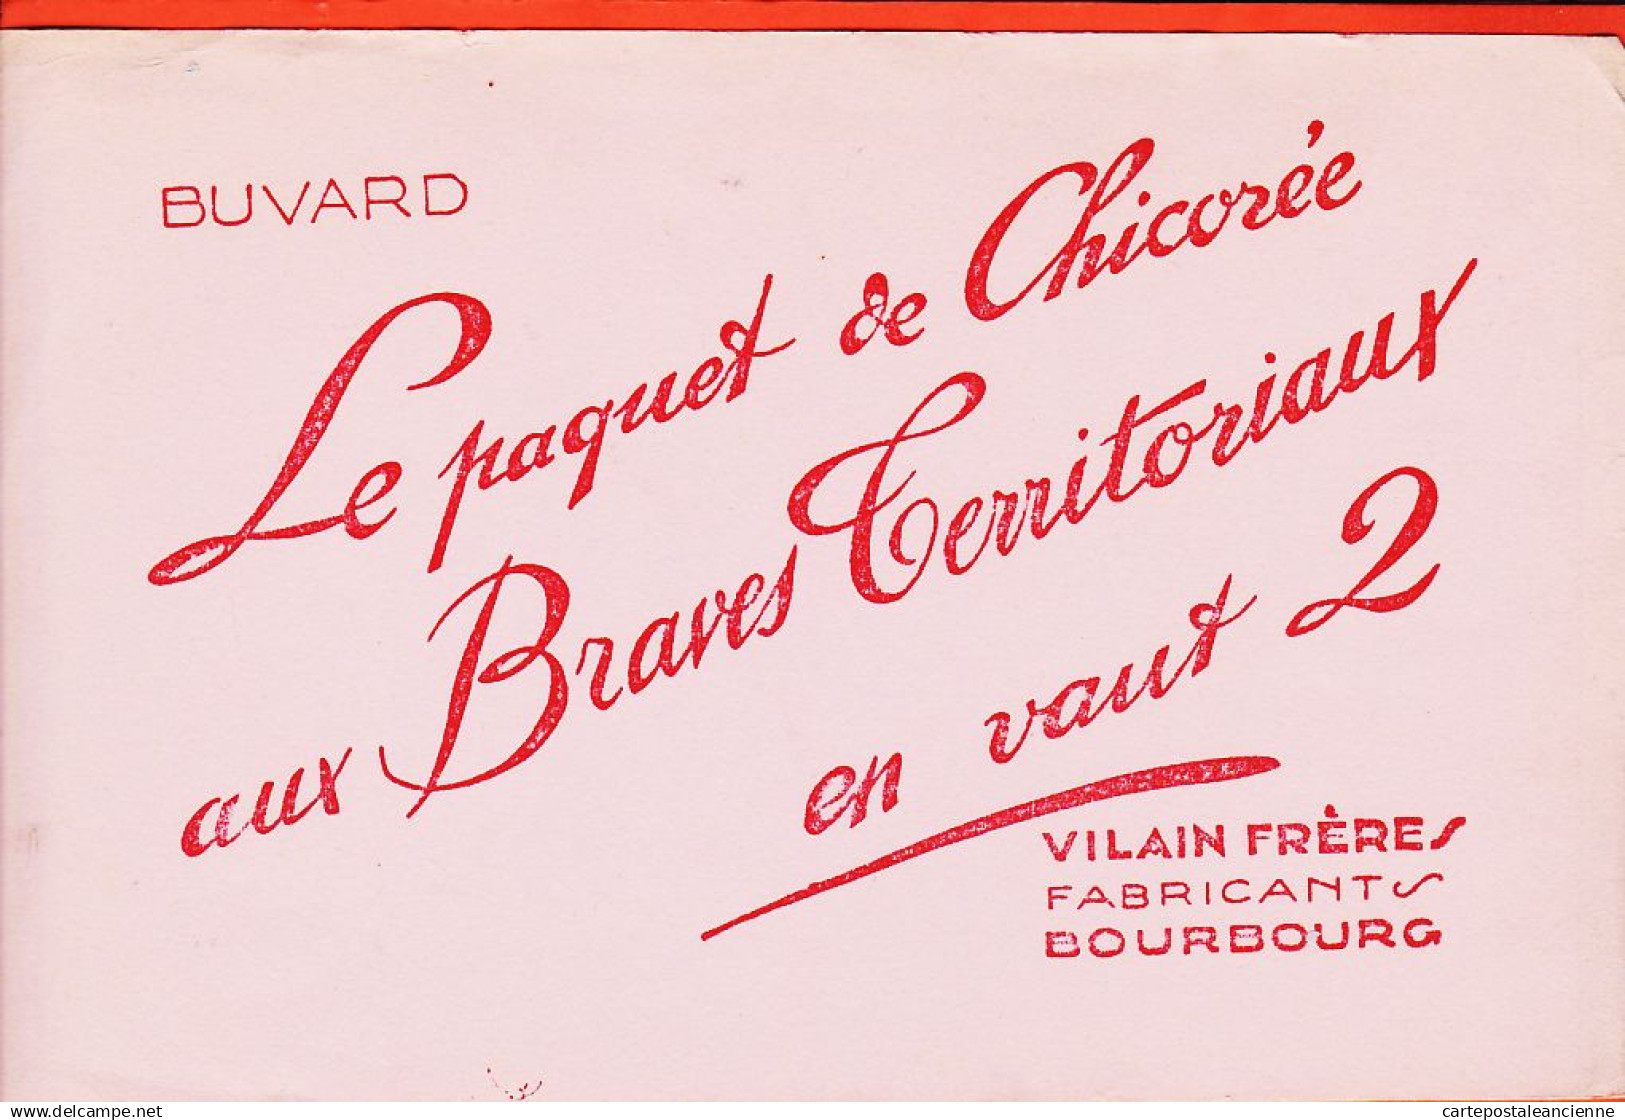 BUVARD
Le paquet de Chicorée
aux Braves Territoriaux
en vaut 2
VILAIN FRÈRES
FABRICANTS
BOURBOURG
www.delcampe.net
cartepostaleancienne